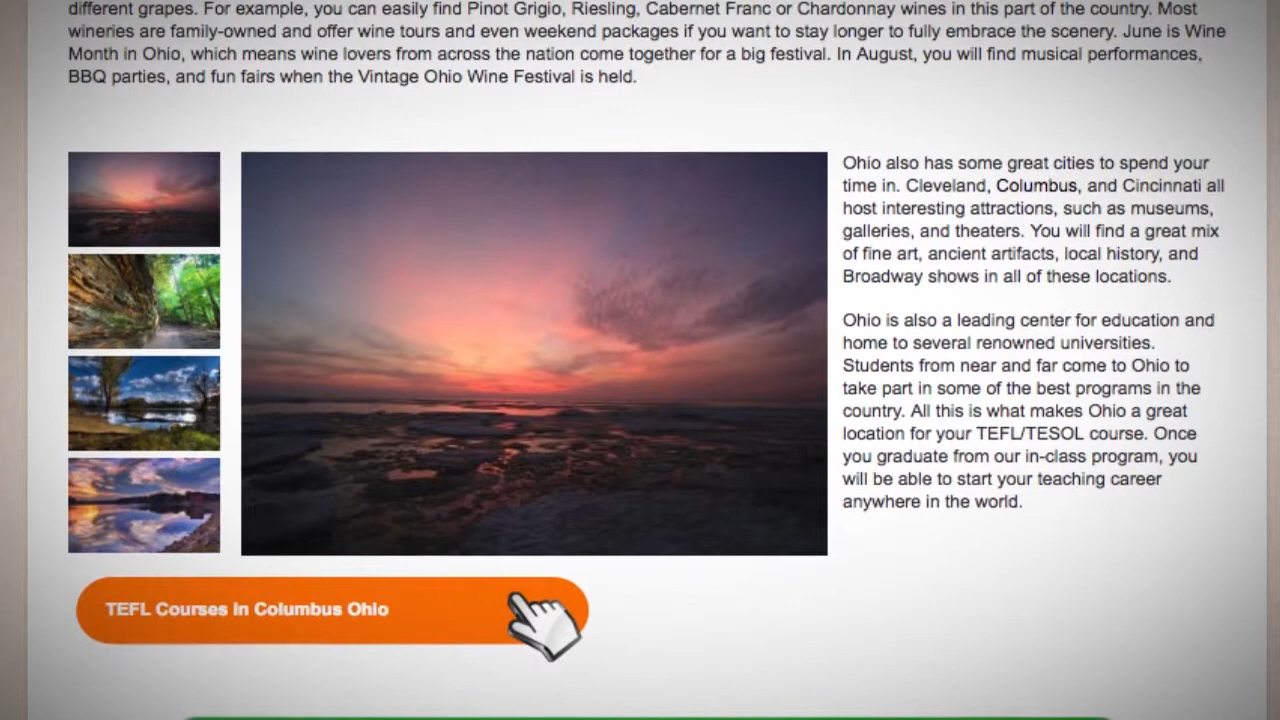 different grapes. For example, you can easily find Pinot Grigio, Riesling, Cabernet Franc or Chardonnay wines in this part of the country. Most
wineries are family-owned and offer wine tours and even weekend packages if you want to stay longer to fully embrace the scenery. June is Wine
Month in Ohio, which means wine lovers from across the nation come together for a big festival. In August, you will find musical performances,
BBQ parties, and fun fairs when the Vintage Ohio Wine Festival is held.
Ohio also has some great cities to spend your
time in. Cleveland, Columbus, and Cincinnati all
host interesting attractions, such as museums,
galleries, and theaters. You will find a great mix
of fine art, ancient artifacts, local history, and
Broadway shows in all of these locations.
Ohio is also a leading center for education and
home to several renowned universities.
Students from near and far come to Ohio to
take part in some of the best programs in the
country. All this is what makes Ohio a great
location for your TEFL/TESOL course. Once
you graduate from our in-class program, you
will be able to start your teaching career
anywhere in the world.
TEFL Courses In Columbus Ohio